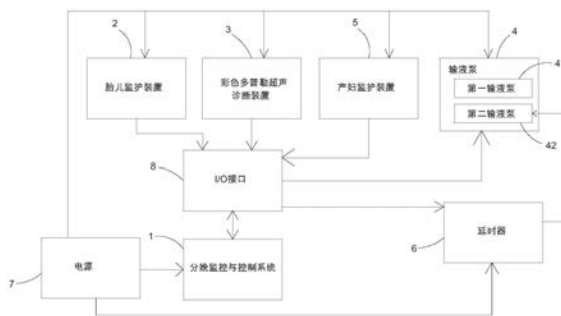 2
3
5
4
胎儿监护装置
彩色多普勒超声
诊断装置
产妇监护装置
输液泵
4
第一输液泵
第二输液泵
42
8
I/O接口
1
分娩监控与控制系统
7
电源
6
延时器